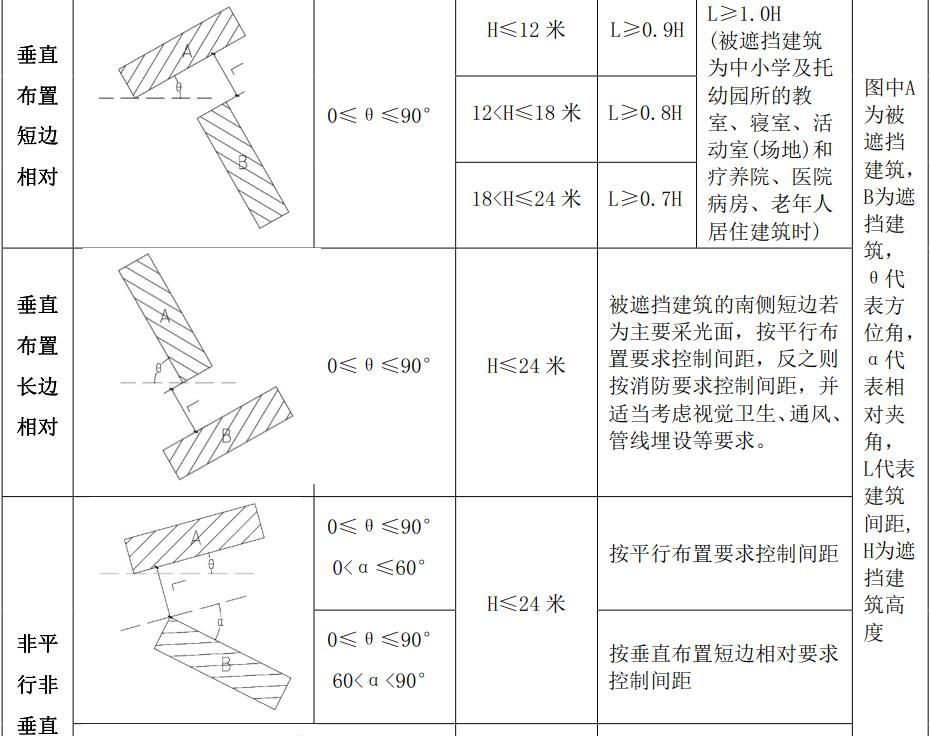 垂直
布置
短边
相对
A
L
θ
B
0≤ θ ≤90°
H≤12 米
L≥0.9H
12<H≤18 米
L≥0.8H
18<H≤24 米
L≥0.7H
L≥1.0H
(被遮挡建筑
为中小学及托
幼园所的教
室、寝室、活
动室(场地)和
疗养院、医院
病房、老年人
居住建筑时)
垂直
布置
长边
相对
A
θ
L
B
0≤ θ ≤90°
H≤24 米
被遮挡建筑的南侧短边若
为主要采光面，按平行布
置要求控制间距，反之则
按消防要求控制间距，并
适当考虑视觉卫生、通风、
管线埋设等要求。
非平
行非
垂直
A
θ
L
α
B
0≤ θ ≤90°
0<α ≤60°
H≤24 米
按平行布置要求控制间距
0≤ θ ≤90°
60<α <90°
按垂直布置短边相对要求
控制间距
图中A
为被
遮挡
建筑，
B为遮
挡建
筑，
θ 代
表方
位角，
α 代
表相
对夹
角，
L代表
建筑
间距，
H为遮
挡建
筑高
度